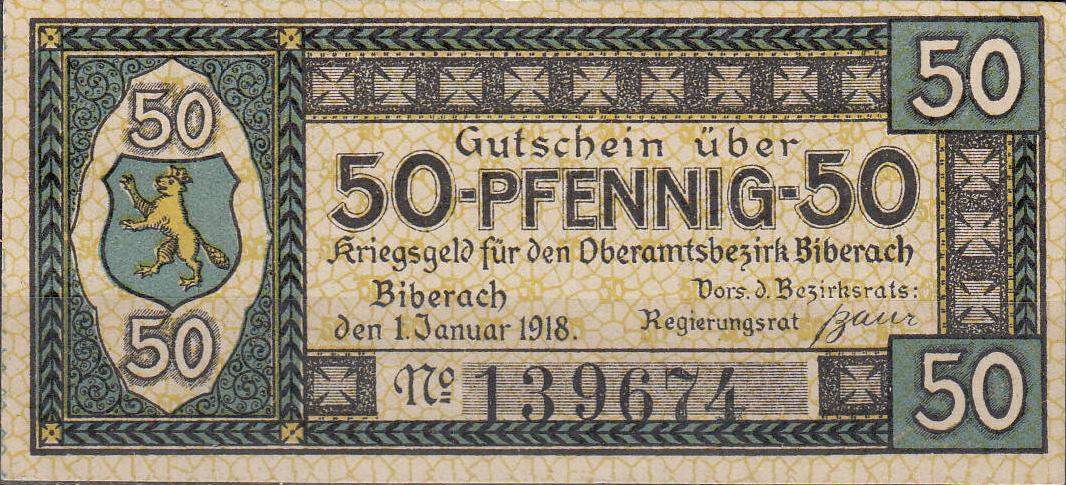 50
50
50
Gutschein über
50-PFENNIG-50
Kriegsgeld für den Oberamtsbezirk Biberach
Biberach
den 1. Januar 1918.
Vors. d. Bezirksrats:
Regierungsrat Baur
No 139674
50
50